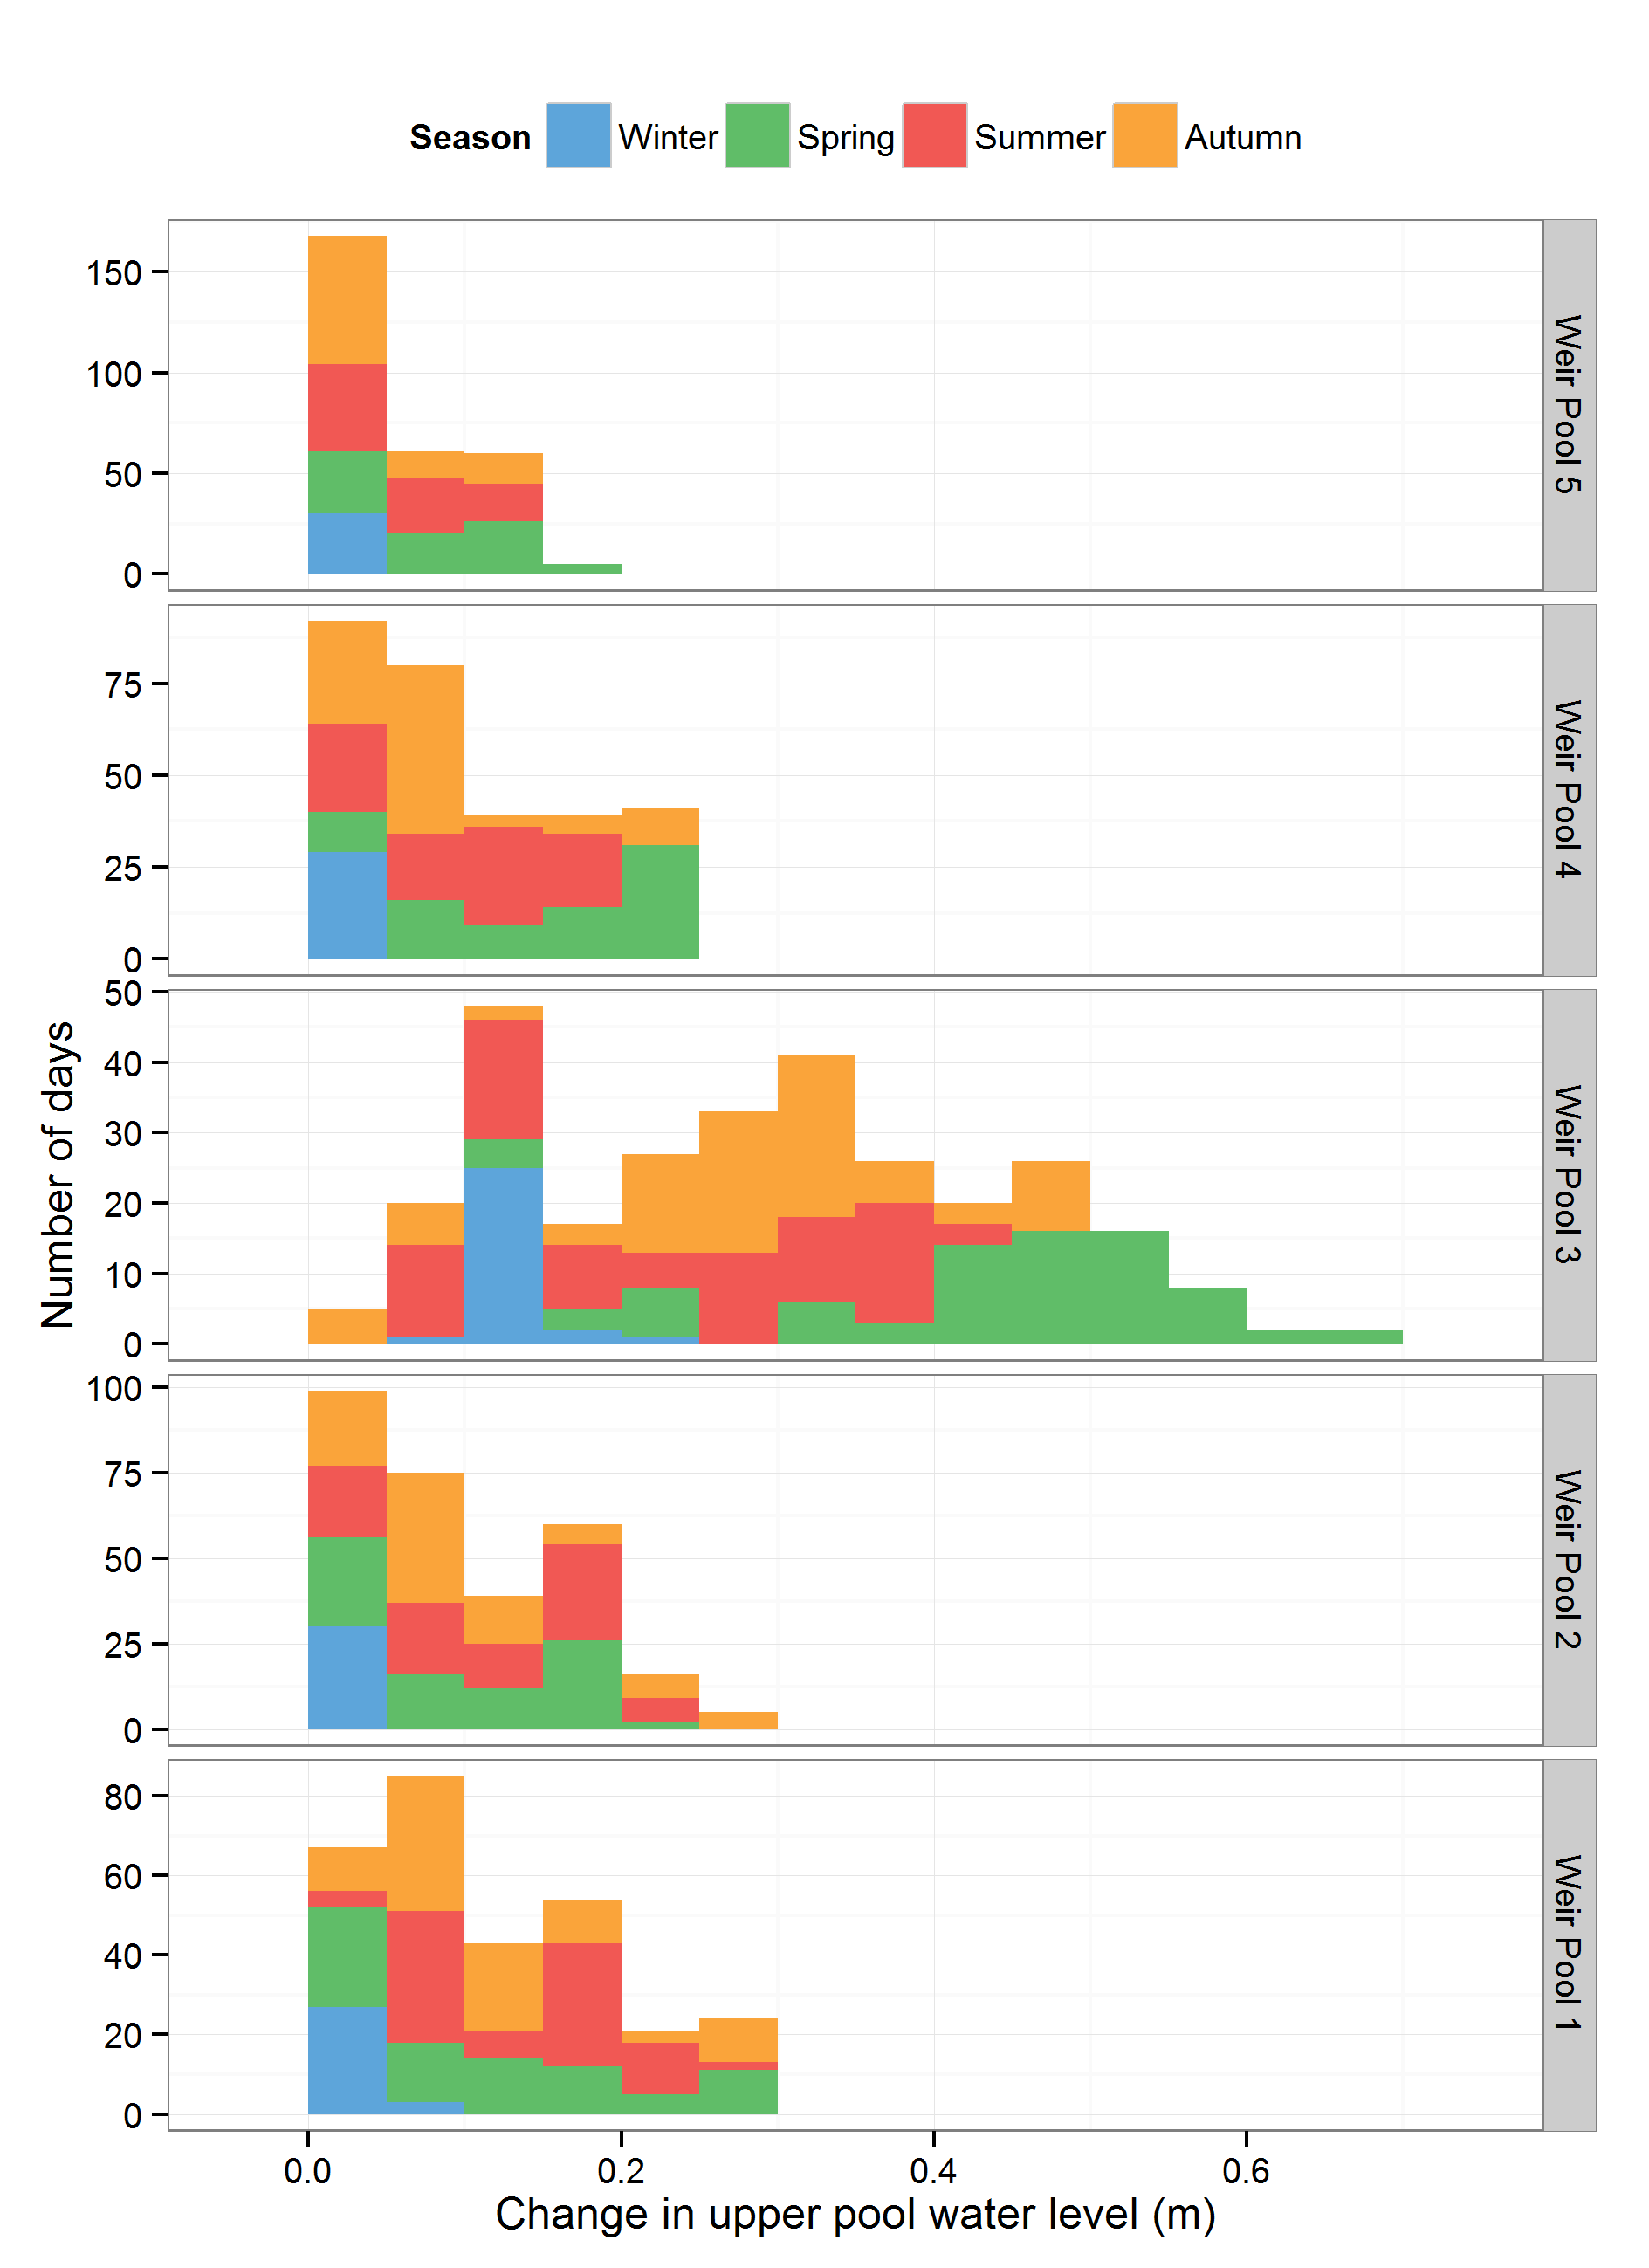 Season Winter Spring Summer Autumn
150
100
50
0
Weir Pool 5
75
50
25
0
Weir Pool 4
50
40
30
20
10
0
Weir Pool 3
Number of days
100
75
50
25
0
Weir Pool 2
80
60
40
20
0
Weir Pool 1
0.0 0.2 0.4 0.6
Change in upper pool water level (m)